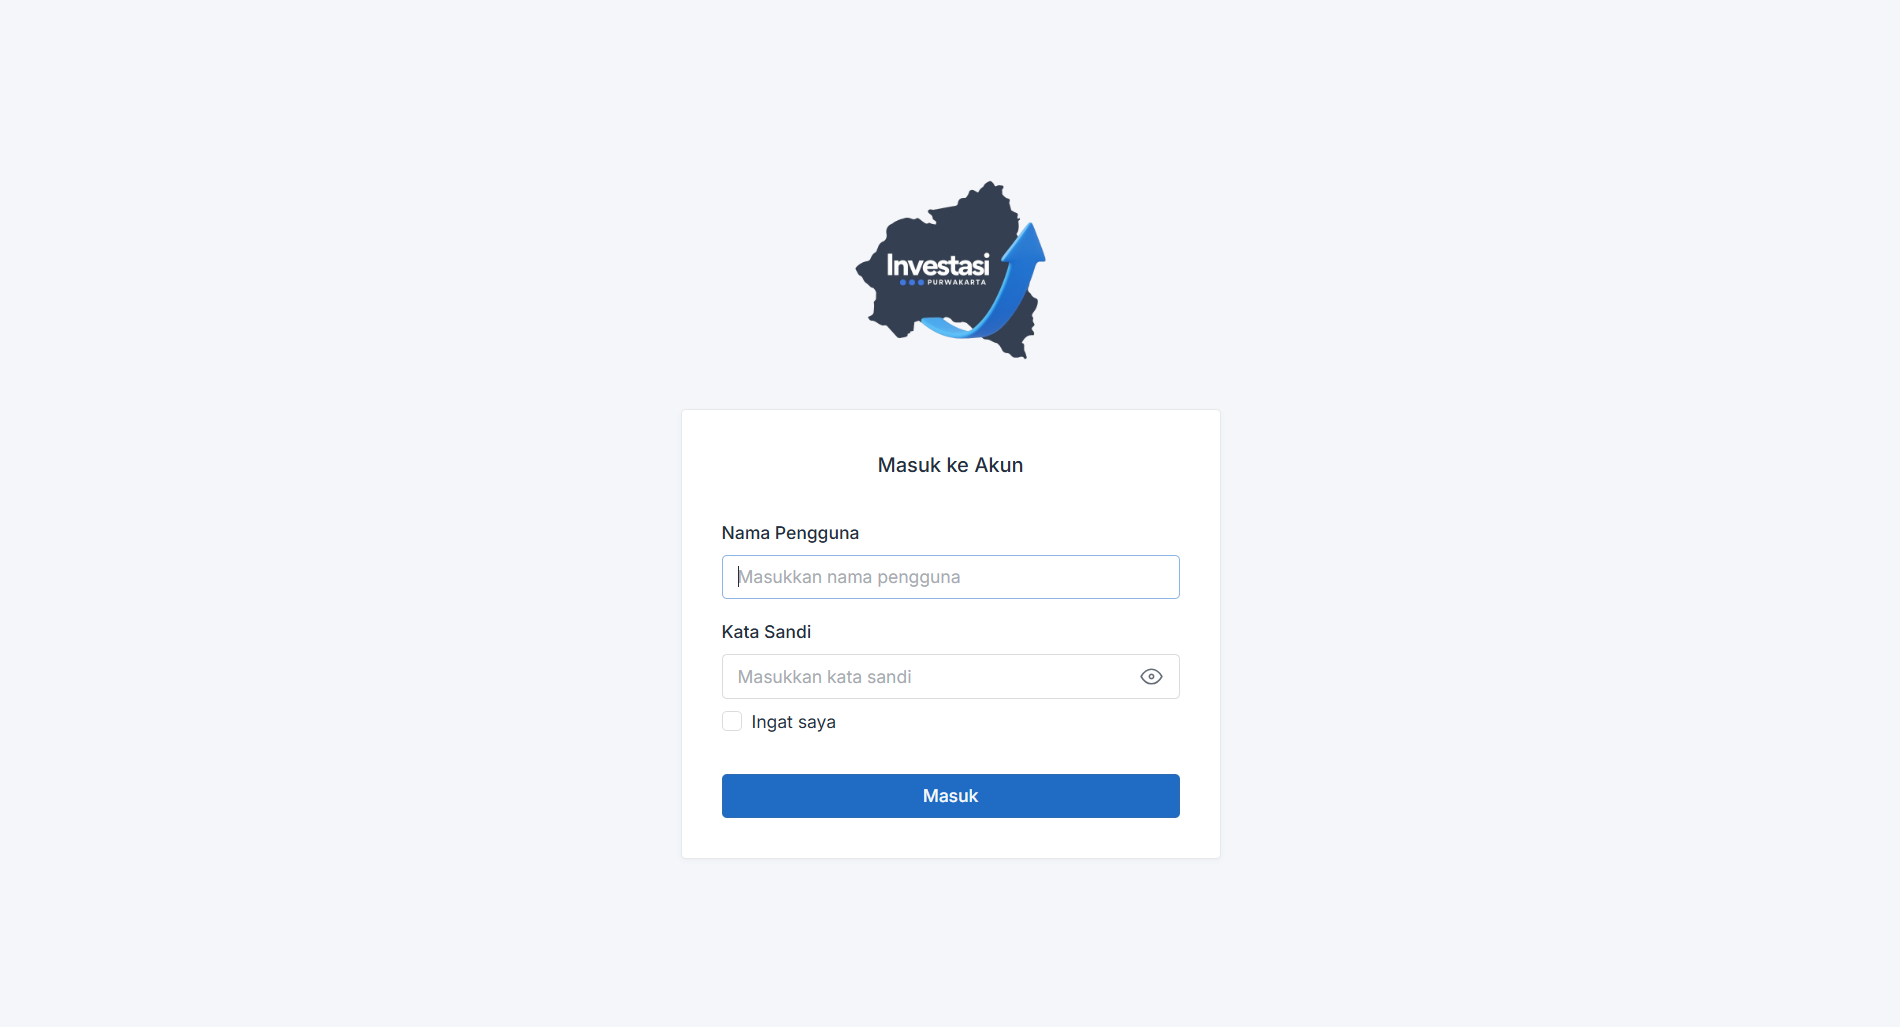 Investasi
PURWAKARTA
Masuk ke Akun
Nama Pengguna
Masukkan nama pengguna
Kata Sandi
Masukkan kata sandi
Ingat saya
Masuk